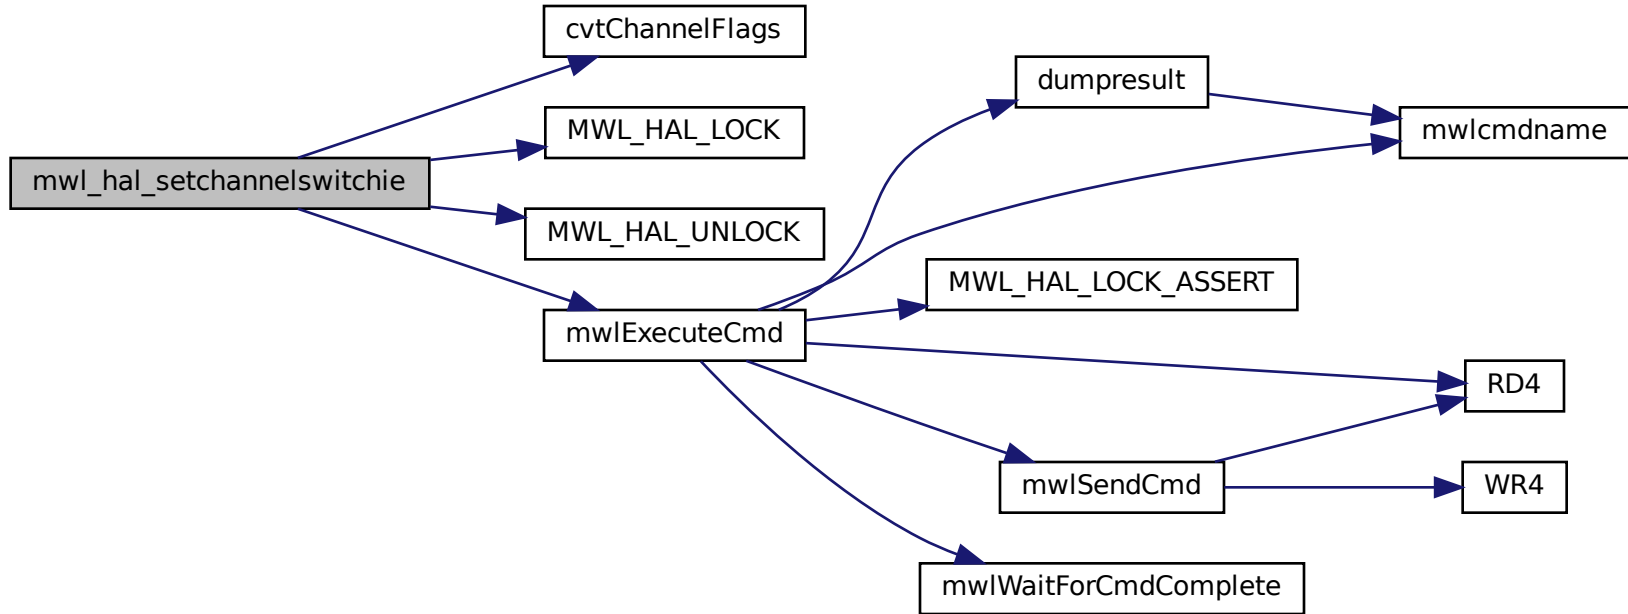 mwl_hal_setchannelswitchie
cvtChannelFlags
MWL_HAL_LOCK
MWL_HAL_UNLOCK
mwlExecuteCmd
dumpresult
mwlcmdname
MWL_HAL_LOCK_ASSERT
RD4
mwlSendCmd
WR4
mwlWaitForCmdComplete